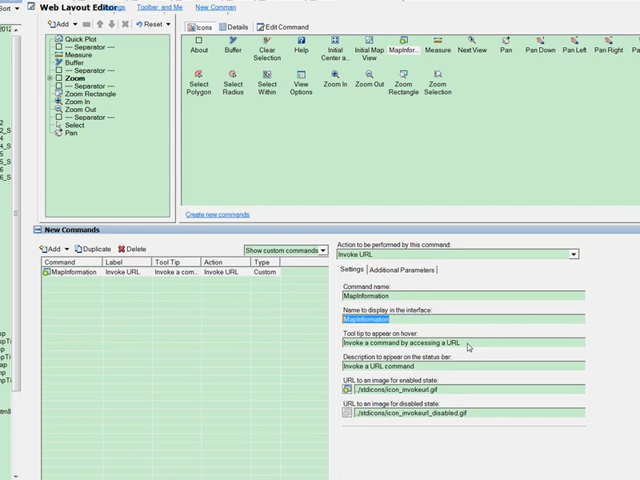 Sort
Web Layout Editor
Toolbar and Me
New Comman
Add
Reset
Icons
Details
Edit Command
Quick Plot
--- Separator ---
Measure
Buffer
--- Separator ---
Zoom
--- Separator ---
Zoom Rectangle
Zoom In
Zoom Out
--- Separator ---
Select
Pan
About
Buffer
Clear Selection
Help
Initial Center a...
Initial Map View
MapInfor...
Measure
Next View
Pan
Pan Down
Pan Left
Pan Right
Select Polygon
Select Radius
Select Within
View Options
Zoom In
Zoom Out
Zoom Rectangle
Zoom Selection
Create new commands
New Commands
Add
Duplicate
Delete
Show custom commands
Command Label Tool Tip Action Type
MapInformation Invoke URL Invoke a com... Invoke URL Custom
Action to be performed by this command:
Invoke URL
Settings
Additional Parameters
Command name:
MapInformation
Name to display in the interface:
MapInformation
Tool tip to appear on hover:
Invoke a command by accessing a URL
Description to appear on the status bar:
Invoke a URL command
URL to an image for enabled state:
../stdicons/icon_invokeurl.gif
URL to an image for disabled state:
../stdicons/icon_invokeurl_disabled.gif